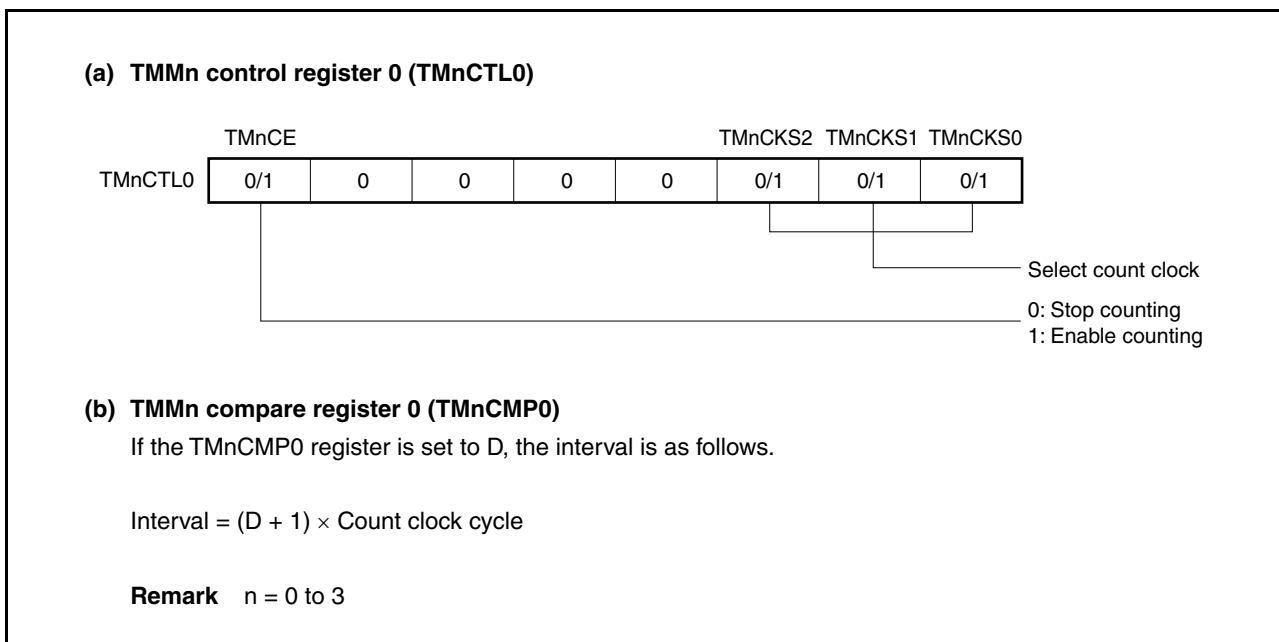 (a) TMMn control register 0 (TMnCTL0)
TMnCE TMnCKS2 TMnCKS1 TMnCKS0
TMnCTL0 0/1 0 0 0 0 0/1 0/1 0/1
Select count clock
0: Stop counting
1: Enable counting
(b) TMMn compare register 0 (TMnCMP0)
If the TMnCMP0 register is set to D, the interval is as follows.
Interval = (D + 1) × Count clock cycle
Remark n = 0 to 3